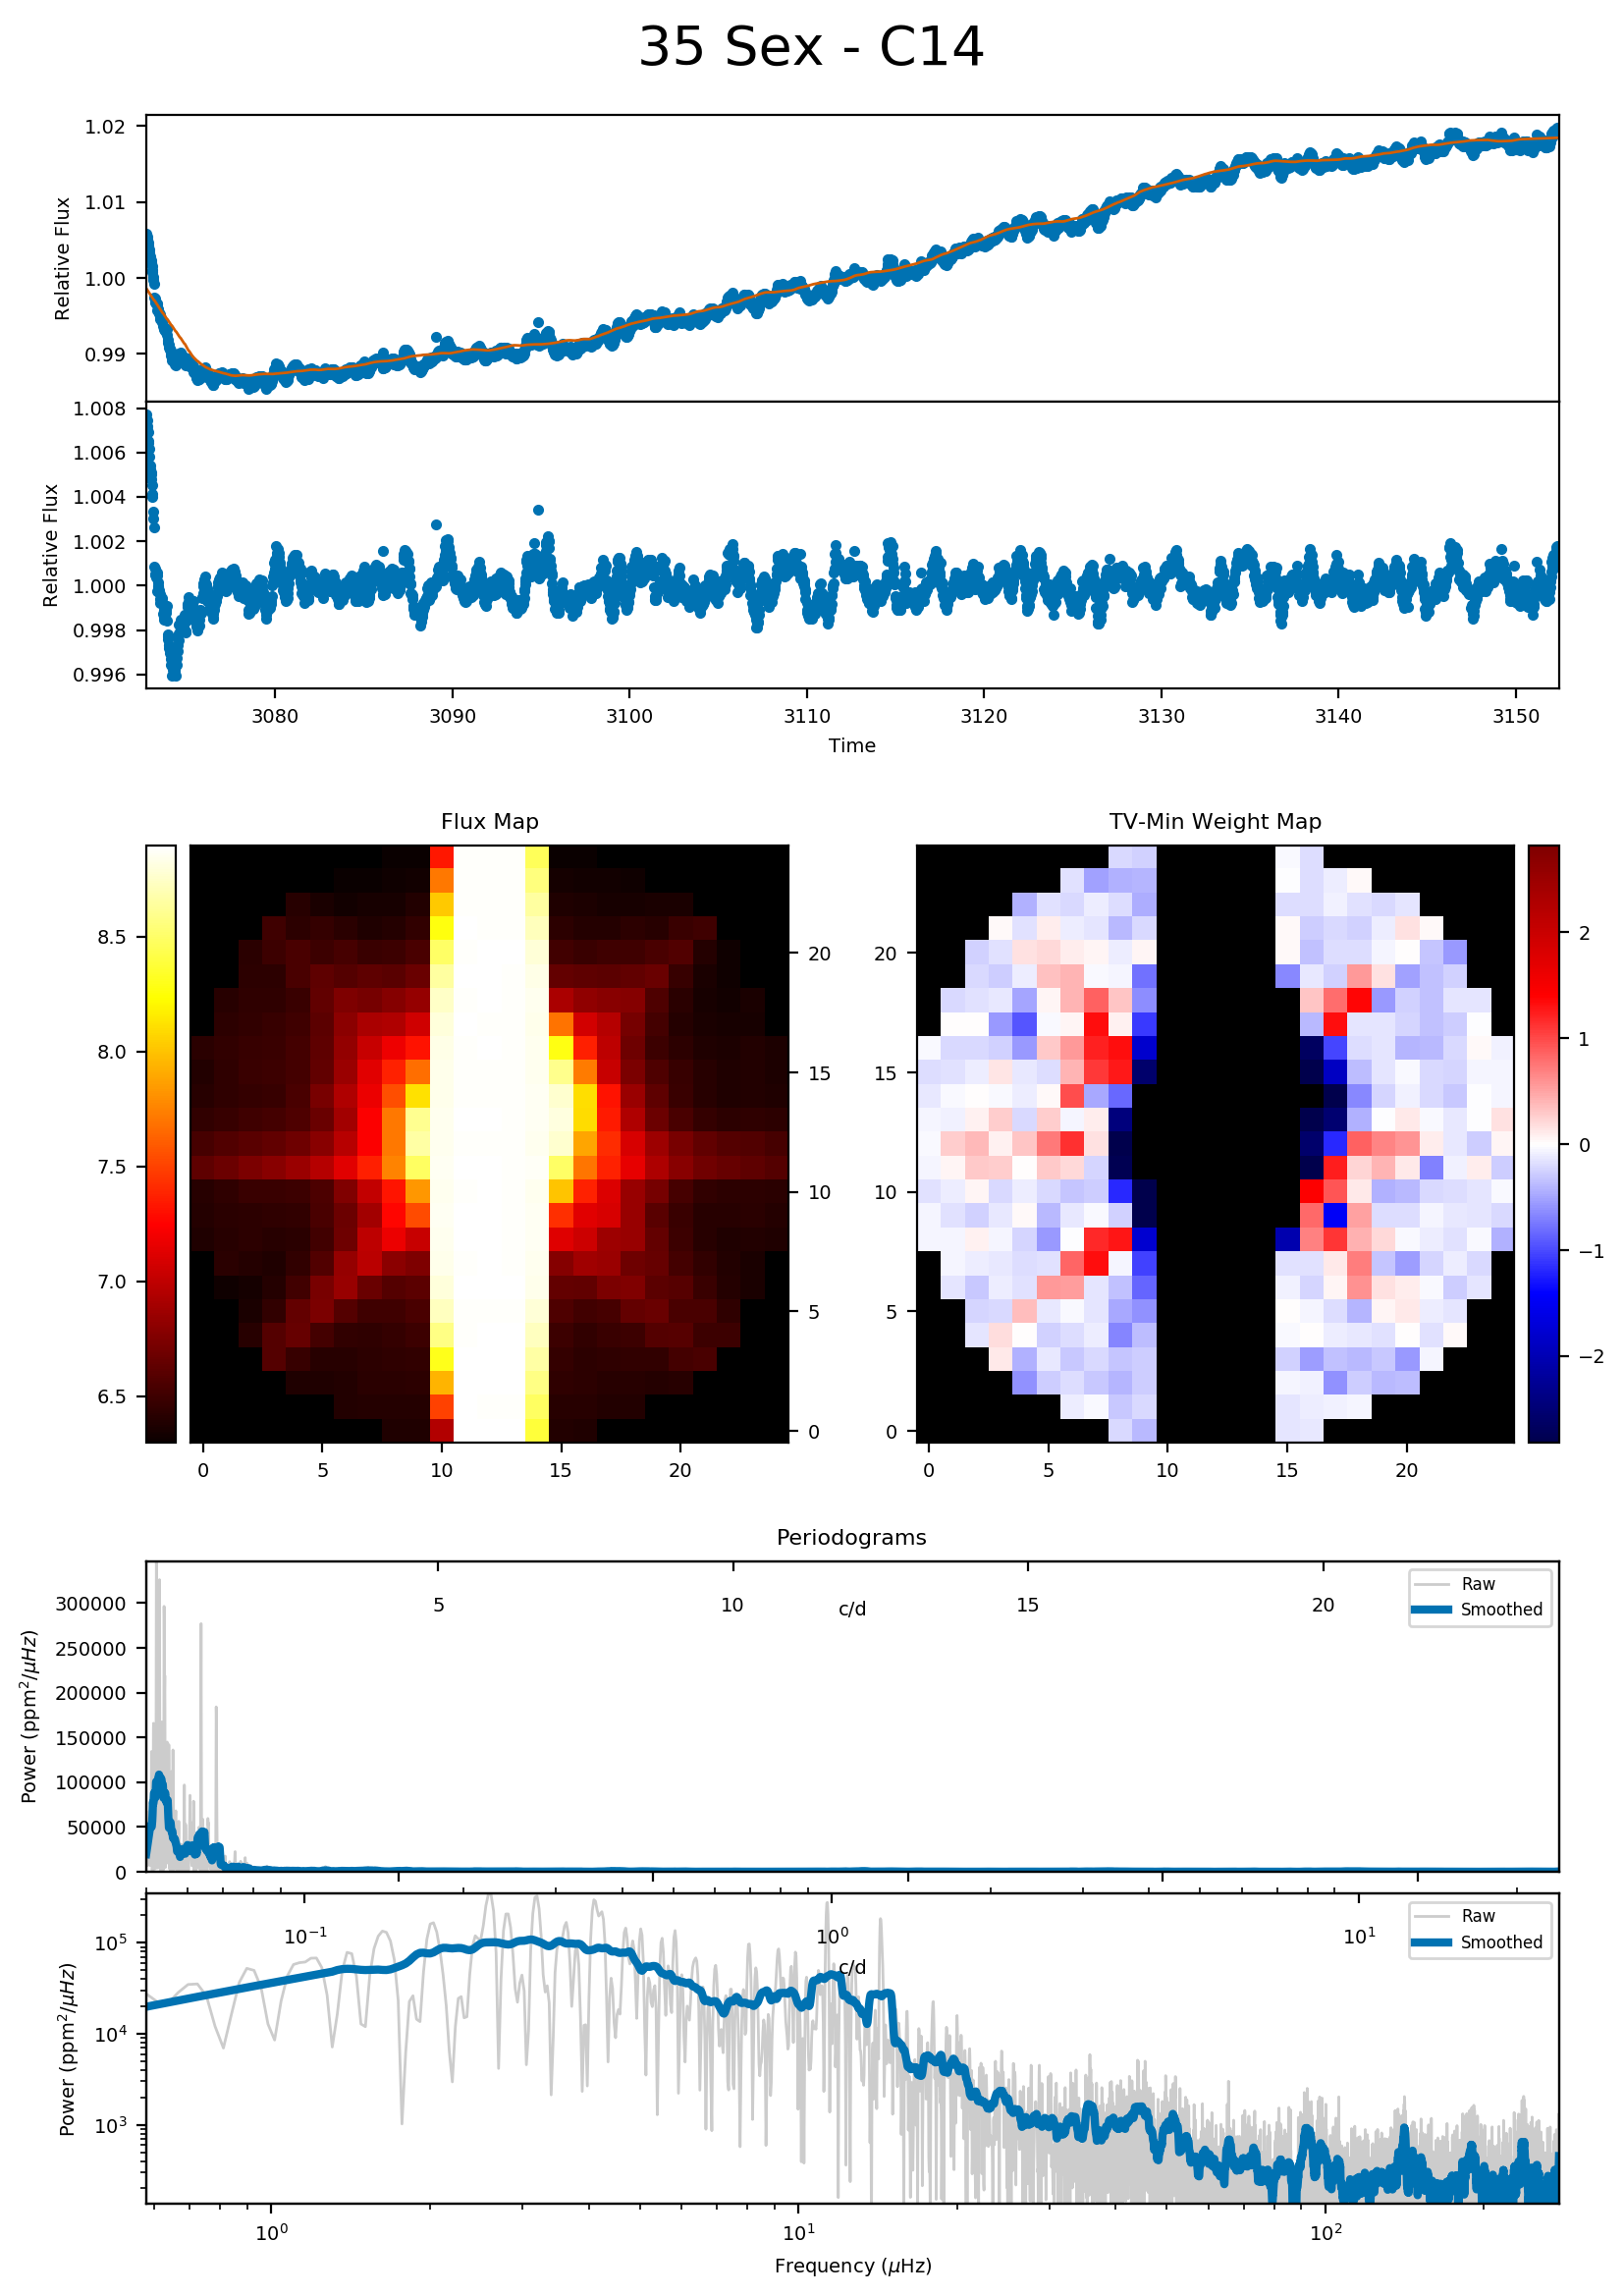 35 Sex - C14
1.02
1.01
1.00
0.99
Relative Flux
1.008
1.006
1.004
1.002
1.000
0.998
0.996
Relative Flux
3080 3090 3100 3110 3120 3130 3140 3150
Time
Flux Map
8.5
8.0
7.5
7.0
6.5
20
15
10
5
0
0 5 10 15 20
TV-Min Weight Map
20
15
10
5
0
0 5 10 15 20
2
1
0
−1
−2
Periodograms
300000
250000
200000
150000
100000
50000
0
Power (ppm²/μHz)
5 10 15 20
c/d
Raw
Smoothed
10⁵
10⁴
10³
Power (ppm²/μHz)
10⁻¹ 10⁰ 10¹
c/d
Raw
Smoothed
10⁰ 10¹ 10²
Frequency (μHz)